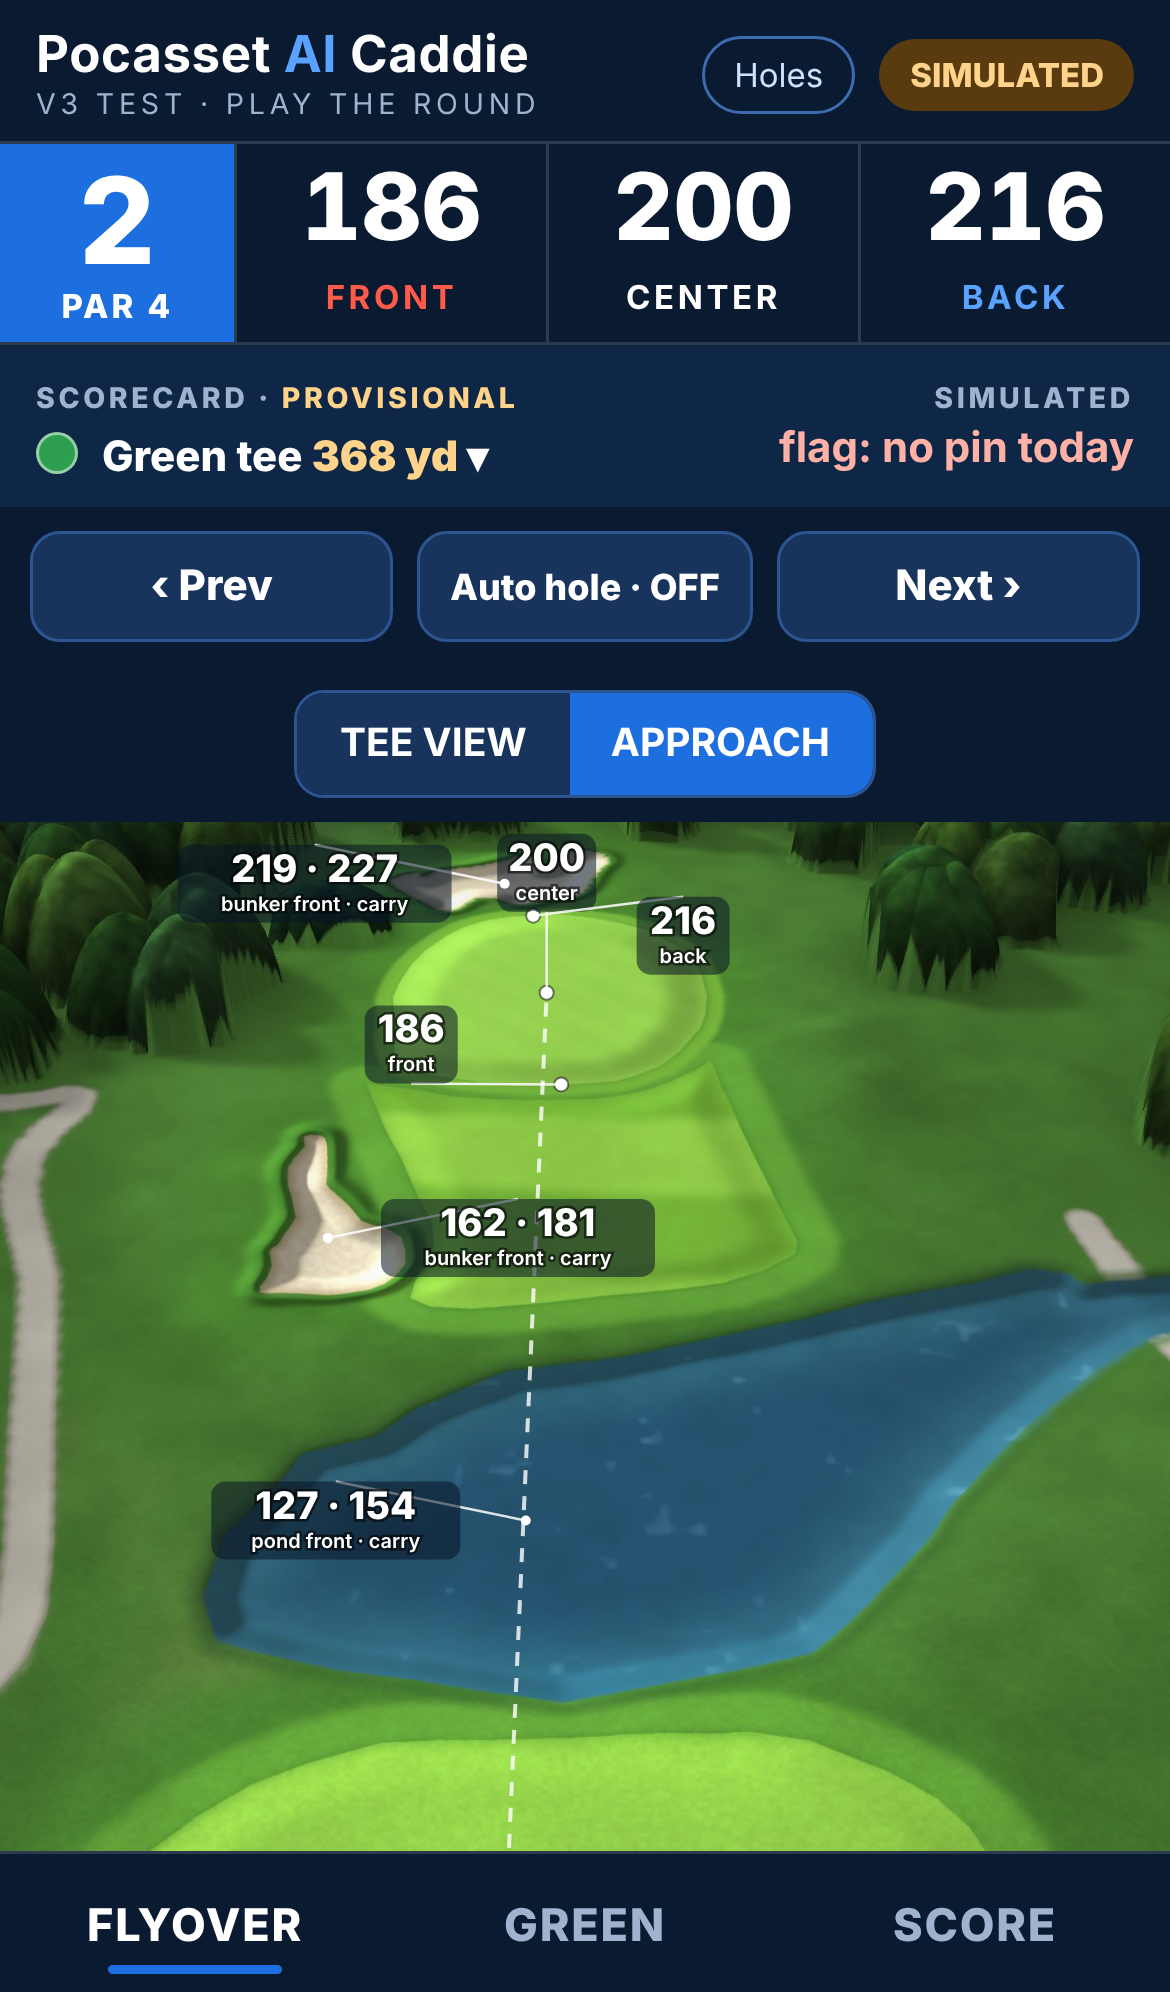 Pocasset AI Caddie
V3 TEST · PLAY THE ROUND
Holes
SIMULATED
2
PAR 4
186
FRONT
200
CENTER
216
BACK
SCORECARD · PROVISIONAL
Green tee 368 yd ▾
SIMULATED
flag: no pin today
‹ Prev
Auto hole · OFF
Next ›
TEE VIEW
APPROACH
219 · 227
bunker front · carry
200
center
216
back
186
front
162 · 181
bunker front · carry
127 · 154
pond front · carry
FLYOVER
GREEN
SCORE